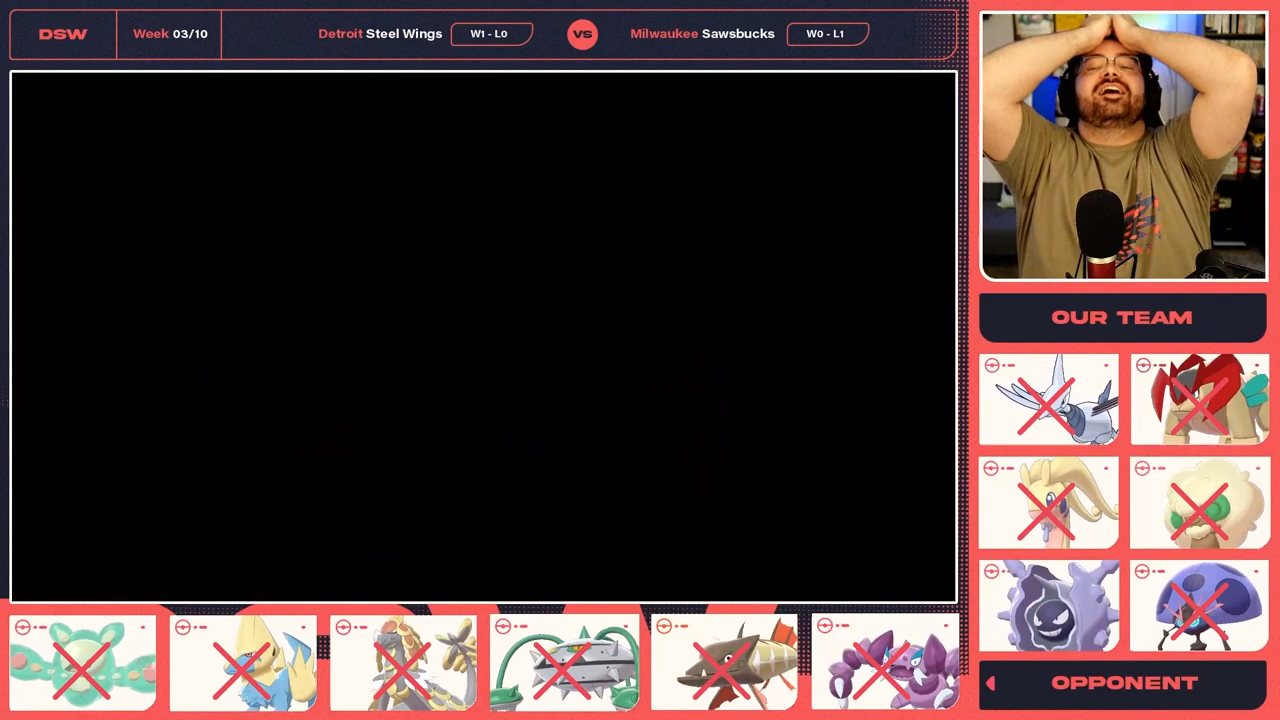 DSW
Week 03/10
Detroit Steel Wings
W1 - L0
VS
Milwaukee Sawsbucks
W0 - L1
OUR TEAM
OPPONENT